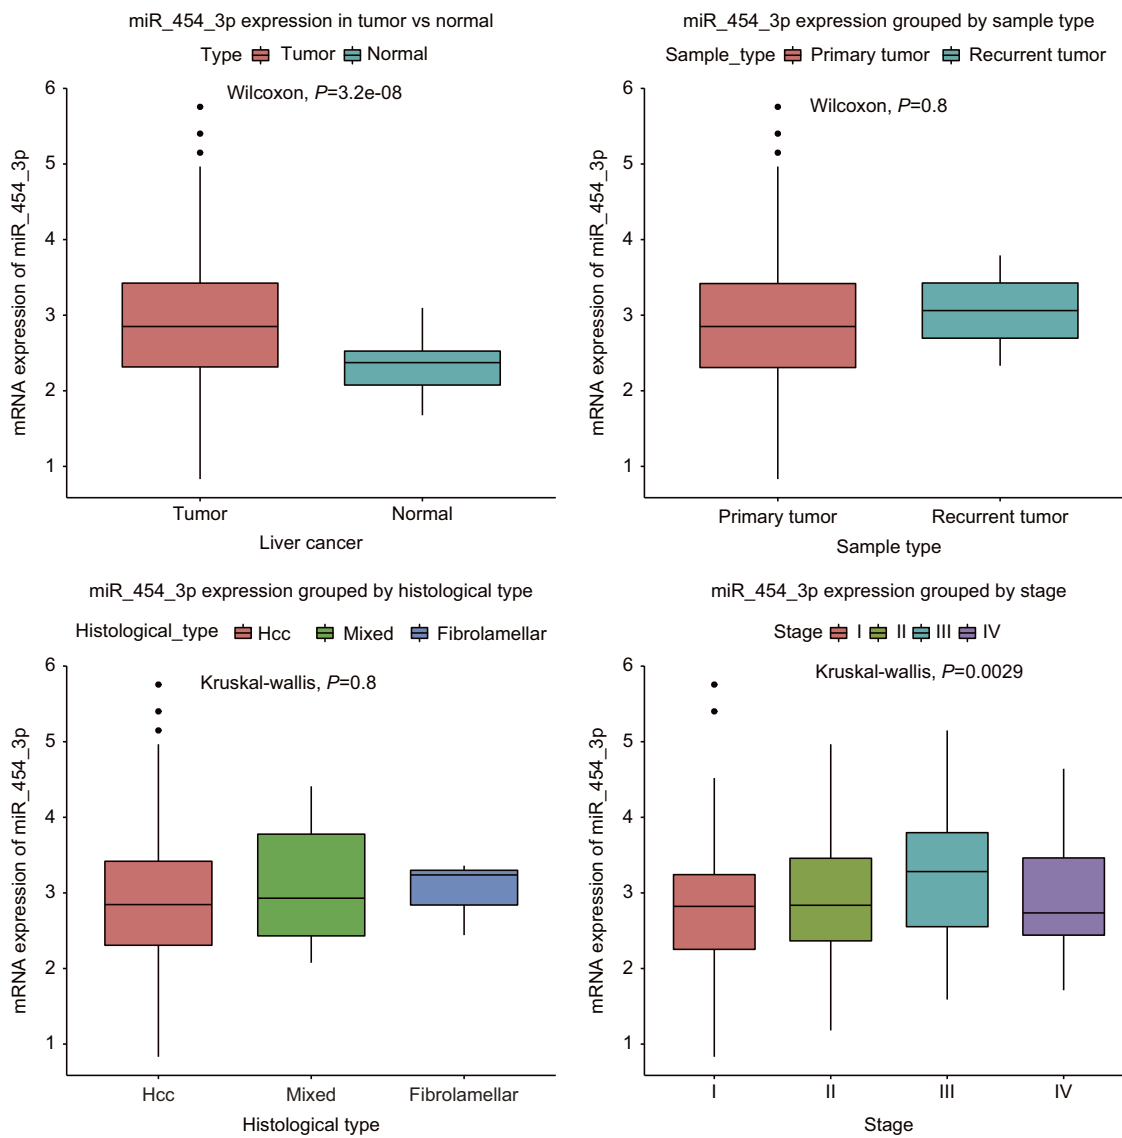 miR_454_3p expression in tumor vs normal
Type Tumor Normal
Wilcoxon, P=3.2e-08
6
5
4
3
2
1
mRNA expression of miR_454_3p
Tumor Normal
Liver cancer
miR_454_3p expression grouped by sample type
Sample_type Primary tumor Recurrent tumor
Wilcoxon, P=0.8
6
5
4
3
2
1
mRNA expression of miR_454_3p
Primary tumor Recurrent tumor
Sample type
miR_454_3p expression grouped by histological type
Histological_type Hcc Mixed Fibrolamellar
Kruskal-wallis, P=0.8
6
5
4
3
2
1
mRNA expression of miR_454_3p
Hcc Mixed Fibrolamellar
Histological type
miR_454_3p expression grouped by stage
Stage I II III IV
Kruskal-wallis, P=0.0029
6
5
4
3
2
1
mRNA expression of miR_454_3p
I II III IV
Stage